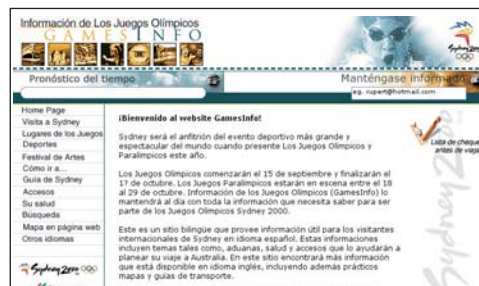 Información de Los Juegos Olímpicos
GAMESINFO
Sydney 2000
Pronóstico del tiempo
Manténgase informado
eg. rupert@hotmail.com
Home Page
Visita a Sydney
Lugares de los Juegos
Deportes
Festival de Artes
Cómo ir a...
Guía de Sydney
Accesos
Su salud
Búsqueda
Mapa en página web
Otros idiomas
Sydney 2000
¡Bienvenido al website GamesInfo!
Sydney será el anfitrión del evento deportivo más grande y
espectacular del mundo cuando presente Los Juegos Olímpicos y
Paralímpicos este año.
Los Juegos Olímpicos comenzarán el 15 de septiembre y finalizarán el
17 de octubre. Los Juegos Paralímpicos estarán en escena entre el 18
al 29 de octubre. Información de los Juegos Olímpicos (GamesInfo) lo
mantendrá al día con toda la información que necesita saber para ser
parte de los Juegos Olímpicos Sydney 2000.
Este es un sitio bilingüe que provee información útil para los visitantes
internacionales de Sydney en idioma español. Estas informaciones
incluyen temas tales como, aduanas, salud y accesos que lo ayudarán a
planear su viaje a Australia. En este sitio encontrará más información
que está disponible en idioma inglés, incluyendo además prácticos
mapas y guías de transporte.
Lista de cheque
antes de viaja
Sydney 2000